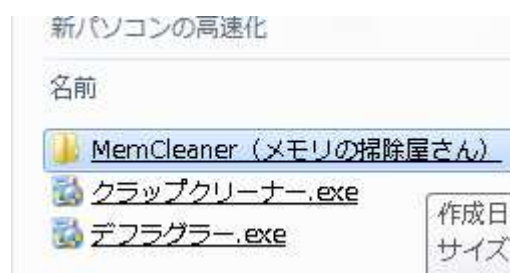 新パソコンの高速化
名前
MemCleaner（メモリの掃除屋さん）
クラップクリーナー.exe
デフラグラー.exe
作成日
サイズ